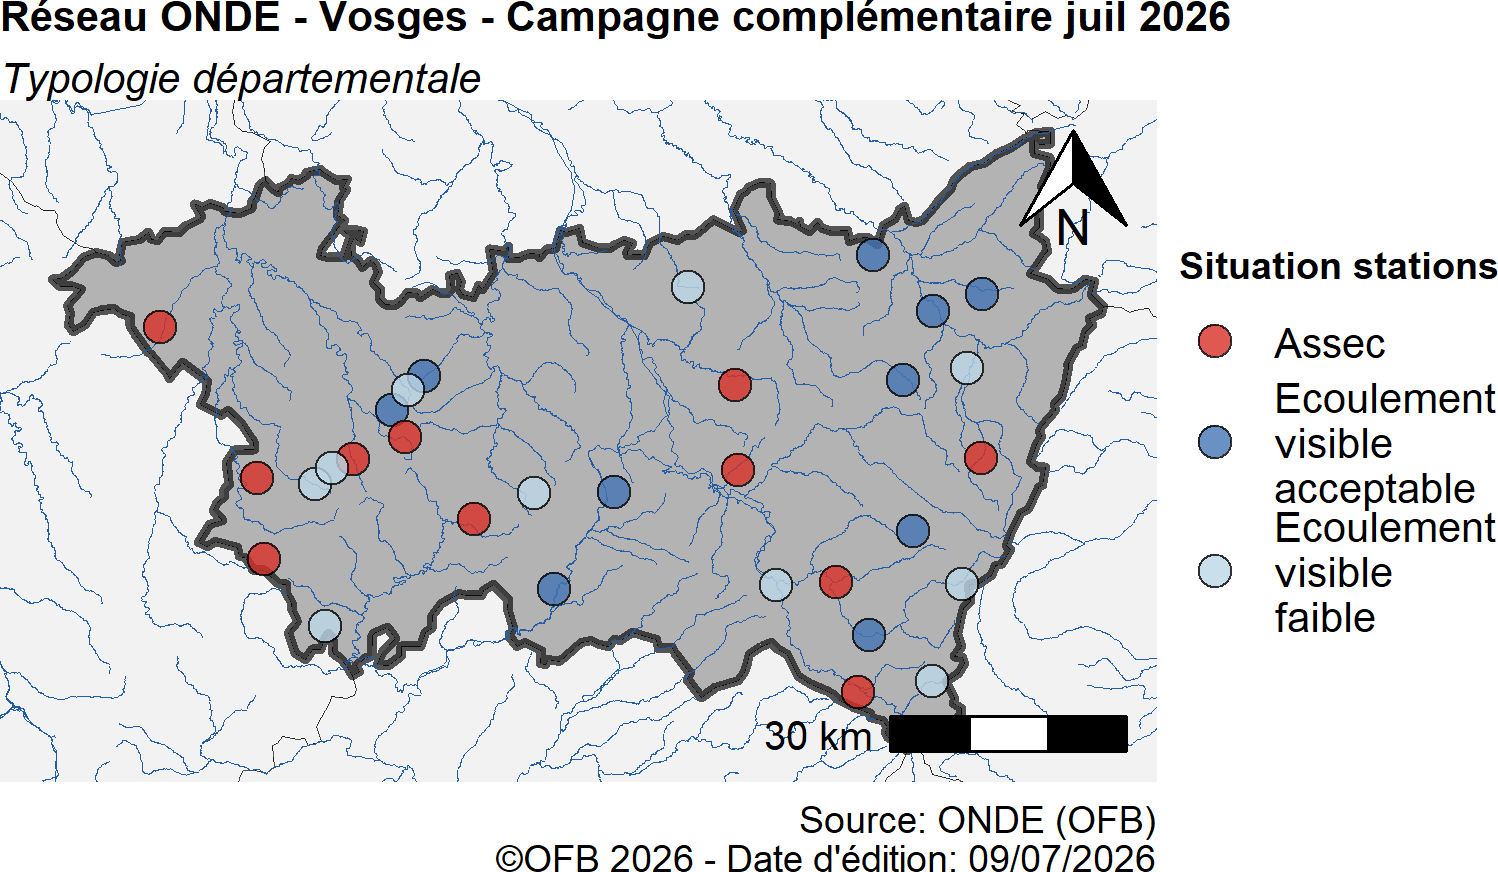 Réseau ONDE - Vosges - Campagne complémentaire juil 2026
Typologie départementale
N
30 km
Situation stations
Assec
Ecoulement
visible
acceptable
Ecoulement
visible
faible
Source: ONDE (OFB)
©OFB 2026 - Date d'édition: 09/07/2026